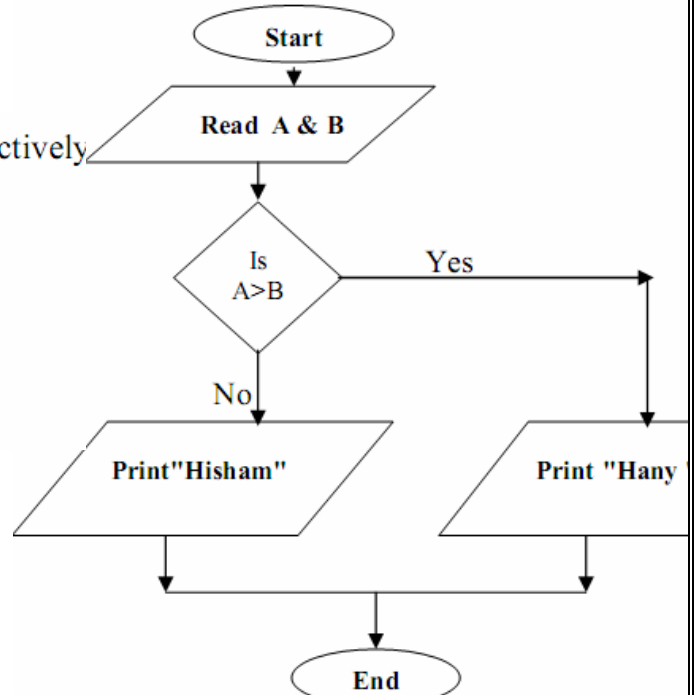 Start
Read A & B
ctively
Is
A>B
Yes
No
Print"Hisham"
Print "Hany "
End